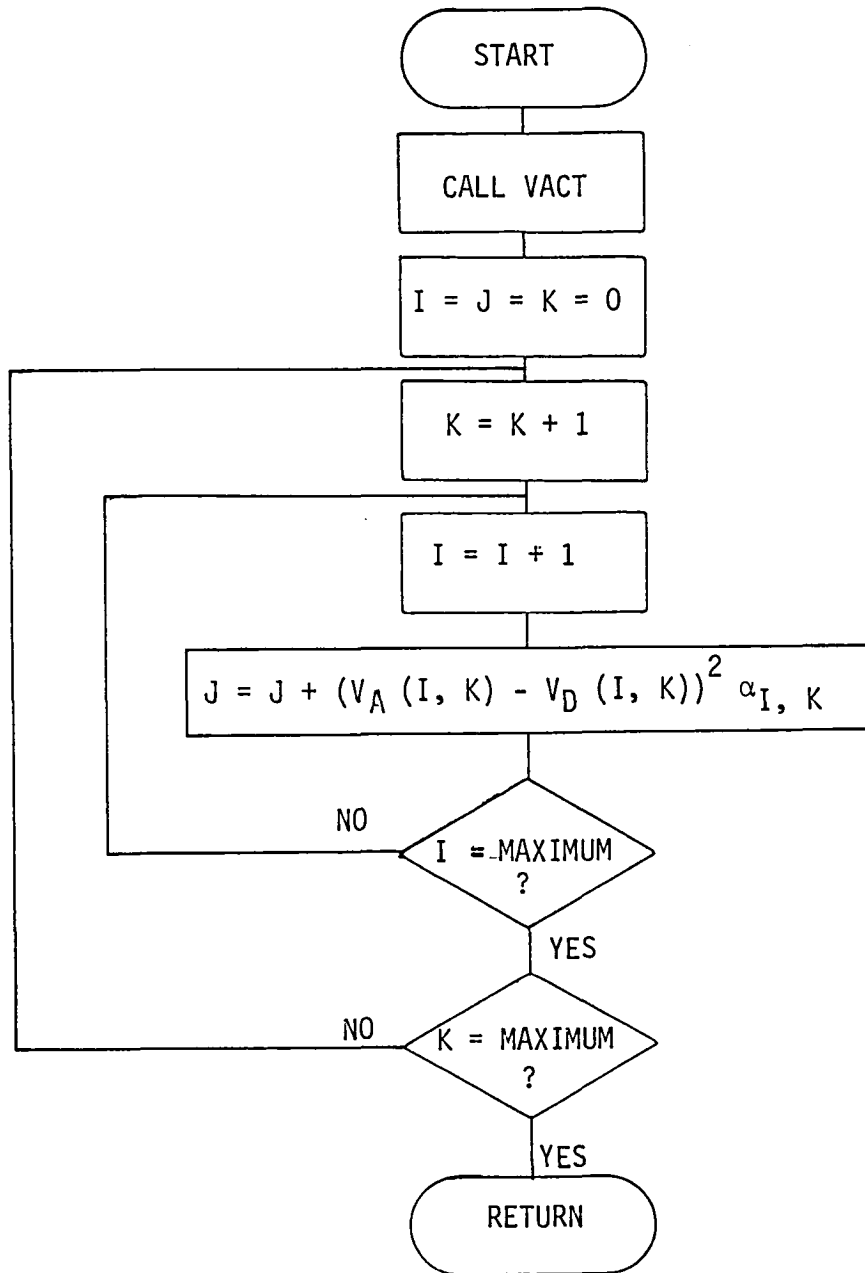 START
CALL VACT
I = J = K = 0
K = K + 1
I = I + 1
J = J + (V_A (I, K) - V_D (I, K))^2 α_I, K
NO
I = MAXIMUM
?
YES
NO
K = MAXIMUM
?
YES
RETURN